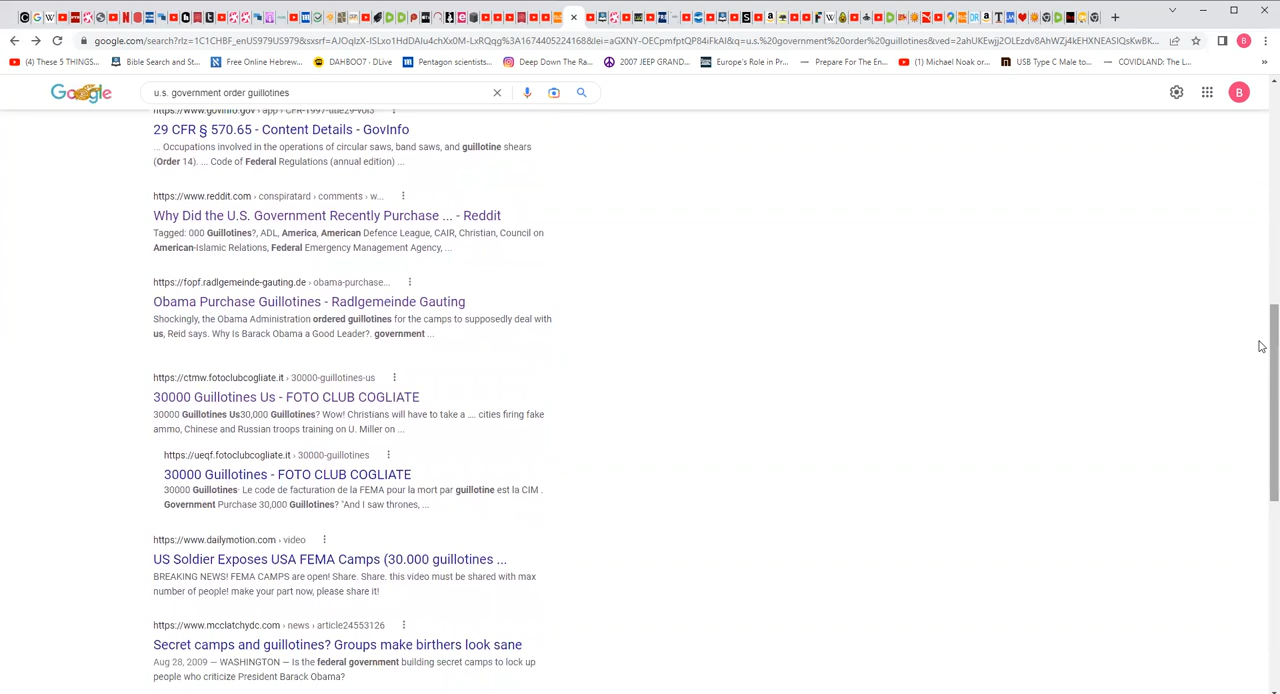 google.com/search?rlz=1C1CHBF_enUS979US979&sxsrf=AJOqlzX-ISLxo1HdDAIu4chXx0M-LxRQqg%3A1674405224168&lei=aGXNY-OECpmfptQP84iFkAI&q=u.s.%20government%20order%20guillotines&ved=2ahUKEwjj2OLEzdv8AhWZj4kEHXNEASIQsKwBK...
(4) These 5 THINGS...
Bible Search and St...
Free Online Hebrew...
DAHBOO7 - DLive
Pentagon scientists...
Deep Down The Ra...
2007 JEEP GRAND...
Europe's Role in Pr...
Prepare For The En...
(1) Michael Noak or...
USB Type C Male to...
COVIDLAND: The L...
»
Google
u.s. government order guillotines
B
https://www.govinfo.gov › app › CFR-1997-title29-vol3
29 CFR § 570.65 - Content Details - GovInfo
... Occupations involved in the operations of circular saws, band saws, and guillotine shears
(Order 14). ... Code of Federal Regulations (annual edition) ...
https://www.reddit.com › conspiratard › comments › w...
Why Did the U.S. Government Recently Purchase ... - Reddit
Tagged: 000 Guillotines?, ADL, America, American Defence League, CAIR, Christian, Council on
American-Islamic Relations, Federal Emergency Management Agency, ...
https://fopf.radlgemeinde-gauting.de › obama-purchase...
Obama Purchase Guillotines - Radlgemeinde Gauting
Shockingly, the Obama Administration ordered guillotines for the camps to supposedly deal with
us, Reid says. Why Is Barack Obama a Good Leader?. government ...
https://ctmw.fotoclubcogliate.it › 30000-guillotines-us
30000 Guillotines Us - FOTO CLUB COGLIATE
30000 Guillotines Us30,000 Guillotines? Wow! Christians will have to take a .... cities firing fake
ammo, Chinese and Russian troops training on U. Miller on ...
https://ueqf.fotoclubcogliate.it › 30000-guillotines
30000 Guillotines - FOTO CLUB COGLIATE
30000 Guillotines· Le code de facturation de la FEMA pour la mort par guillotine est la CIM .
Government Purchase 30,000 Guillotines? "And I saw thrones, ...
https://www.dailymotion.com › video
US Soldier Exposes USA FEMA Camps (30.000 guillotines ...
BREAKING NEWS! FEMA CAMPS are open! Share. Share. this video must be shared with max
number of people! make your part now, please share it!
https://www.mcclatchydc.com › news › article24553126
Secret camps and guillotines? Groups make birthers look sane
Aug 28, 2009 — WASHINGTON — Is the federal government building secret camps to lock up
people who criticize President Barack Obama?